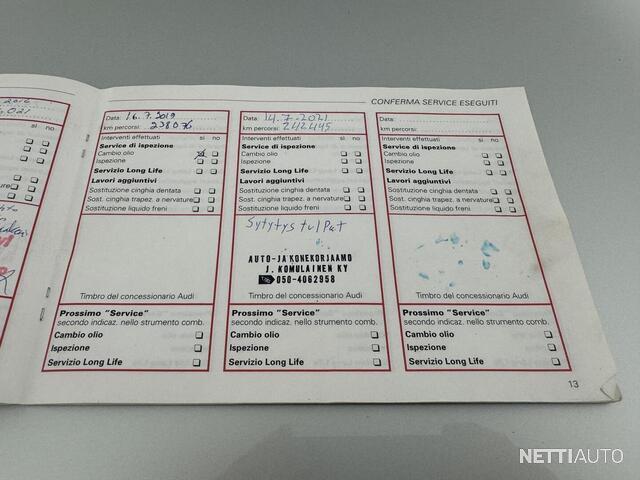 CONFERMA SERVICE ESEGUITI
2016
021
si no
Data: 16.7.2019
km percorsi: 238076
Interventi effettuati si no
Service di ispezione
Cambio olio
Ispezione
Servizio Long Life
Lavori aggiuntivi
Sostituzione cinghia dentata
Sost. cinghia trapez. a nervature
Sostituzione liquido freni
Timbro del concessionario Audi
Prossimo "Service"
secondo indicaz. nello strumento comb.
Cambio olio
Ispezione
Servizio Long Life
Data: 14.7-2021
km percorsi: 242445
Interventi effettuati si no
Service di ispezione
Cambio olio
Ispezione
Servizio Long Life
Lavori aggiuntivi
Sostituzione cinghia dentata
Sost. cinghia trapez. a nervature
Sostituzione liquido freni
Sytytystulpat
AUTO-JA KONEKORJAAMO
J. KOMULAINEN KY
050-4062958
Timbro del concessionario Audi
Prossimo "Service"
secondo indicaz. nello strumento comb.
Cambio olio
Ispezione
Servizio Long Life
Data:
km percorsi:
Interventi effettuati si no
Service di ispezione
Cambio olio
Ispezione
Servizio Long Life
Lavori aggiuntivi
Sostituzione cinghia dentata
Sost. cinghia trapez. a nervature
Sostituzione liquido freni
Timbro del concessionario Audi
Prossimo "Service"
secondo indicaz. nello strumento comb.
Cambio olio
Ispezione
Servizio Long Life
13
NETTIAUTO